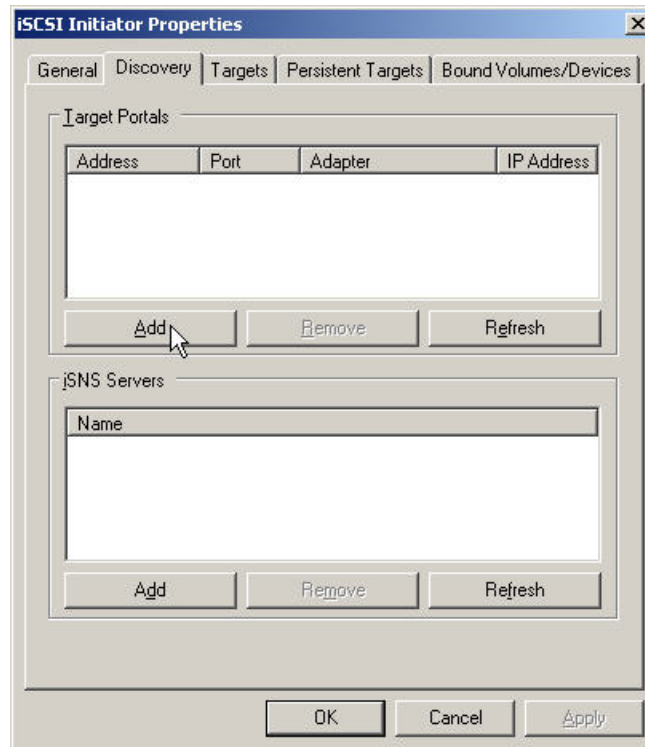 iSCSI Initiator Properties
General Discovery Targets Persistent Targets Bound Volumes/Devices
Target Portals
Address Port Adapter IP Address
Add Remove Refresh
iSNS Servers
Name
Add Remove Refresh
OK Cancel Apply